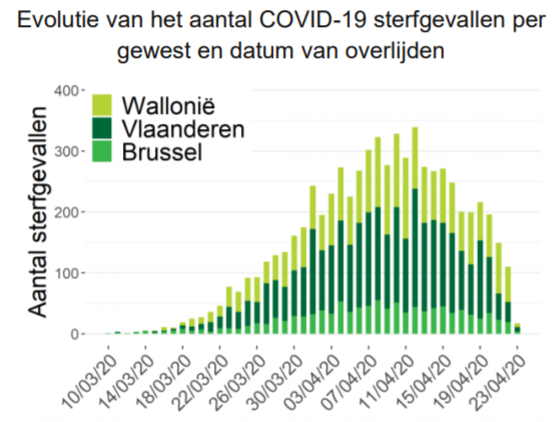 Evolutie van het aantal COVID-19 sterfgevallen per
gewest en datum van overlijden
Aantal sterfgevallen
400
300
200
100
0
Wallonië
Vlaanderen
Brussel
10/03/20
14/03/20
18/03/20
22/03/20
26/03/20
30/03/20
03/04/20
07/04/20
11/04/20
15/04/20
19/04/20
23/04/20